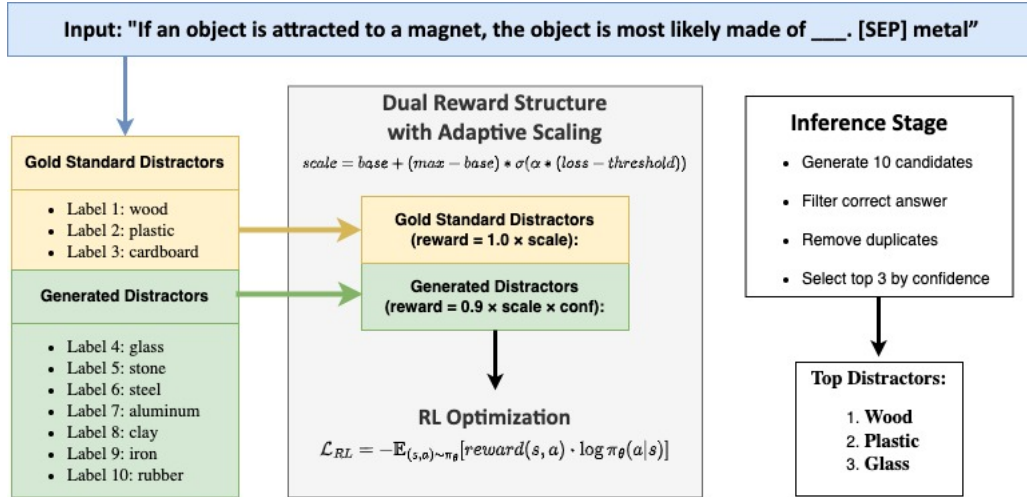 Input: "If an object is attracted to a magnet, the object is most likely made of ___. [SEP] metal”
Gold Standard Distractors
• Label 1: wood
• Label 2: plastic
• Label 3: cardboard
Generated Distractors
• Label 4: glass
• Label 5: stone
• Label 6: steel
• Label 7: aluminum
• Label 8: clay
• Label 9: iron
• Label 10: rubber
Dual Reward Structure
with Adaptive Scaling
scale = base + (max − base) ∗ σ(α ∗ (loss − threshold))
Gold Standard Distractors
(reward = 1.0 × scale):
Generated Distractors
(reward = 0.9 × scale × conf):
RL Optimization
ℒ_RL = −𝔼_(s,a)∼π_θ[reward(s, a) · log π_θ(a|s)]
Inference Stage
• Generate 10 candidates
• Filter correct answer
• Remove duplicates
• Select top 3 by confidence
Top Distractors:
1. Wood
2. Plastic
3. Glass